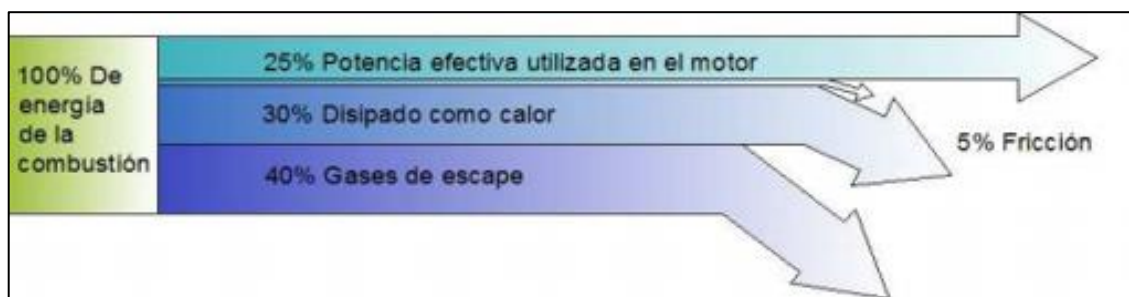 100% De
energia
de la
combustión
25% Potencia efectiva utilizada en el motor
30% Disipado como calor
40% Gases de escape
5% Fricción